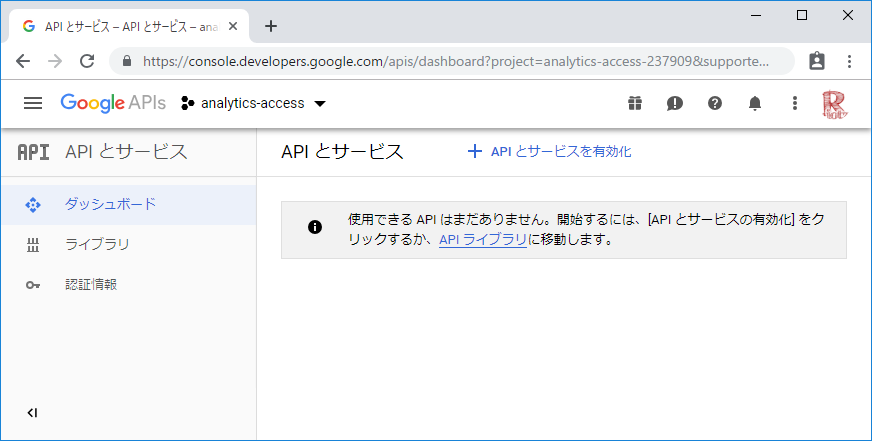 API とサービス – API とサービス – ana
https://console.developers.google.com/apis/dashboard?project=analytics-access-237909&supporte...
Google APIs analytics-access
API API とサービス
API とサービス
+ API とサービスを有効化
ダッシュボード
ライブラリ
認証情報
使用できる API はまだありません。開始するには、[API とサービスの有効化] をク
リックするか、API ライブラリに移動します。